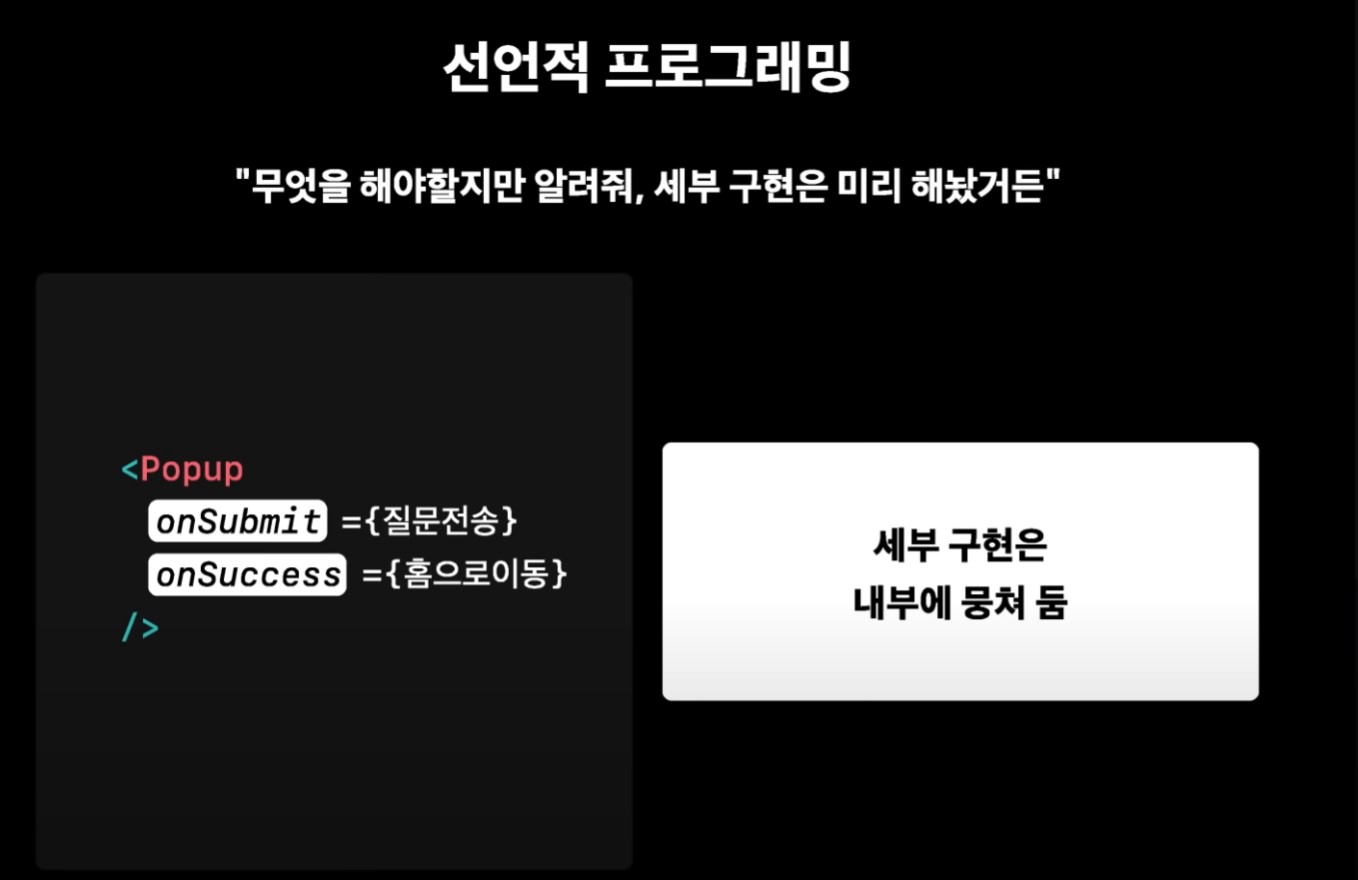 선언적 프로그래밍
"무엇을 해야할지만 알려줘, 세부 구현은 미리 해놨거든"
<Popup
onSubmit ={질문전송}
onSuccess ={홈으로이동}
/>
세부 구현은
내부에 뭉쳐 둠